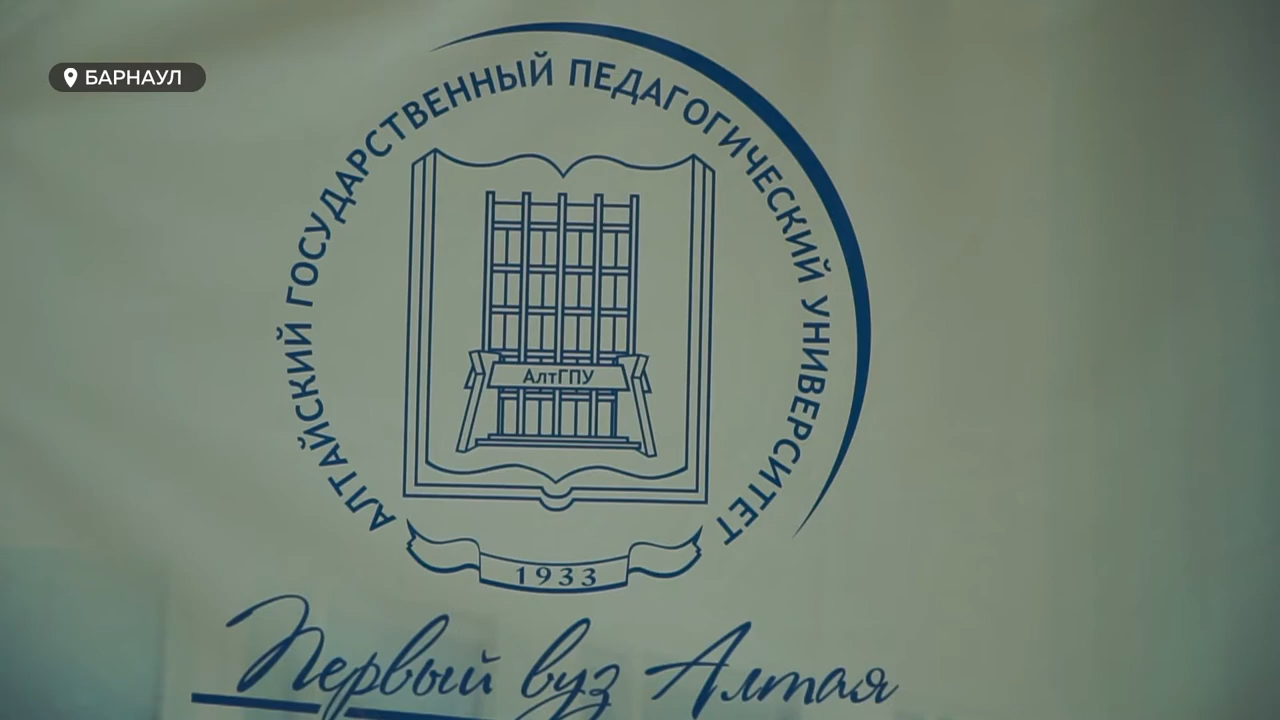 БАРНАУЛ
АЛТАЙСКИЙ ГОСУДАРСТВЕННЫЙ ПЕДАГОГИЧЕСКИЙ УНИВЕРСИТЕТ
АлтГПУ
1933
Первый вуз Алтая